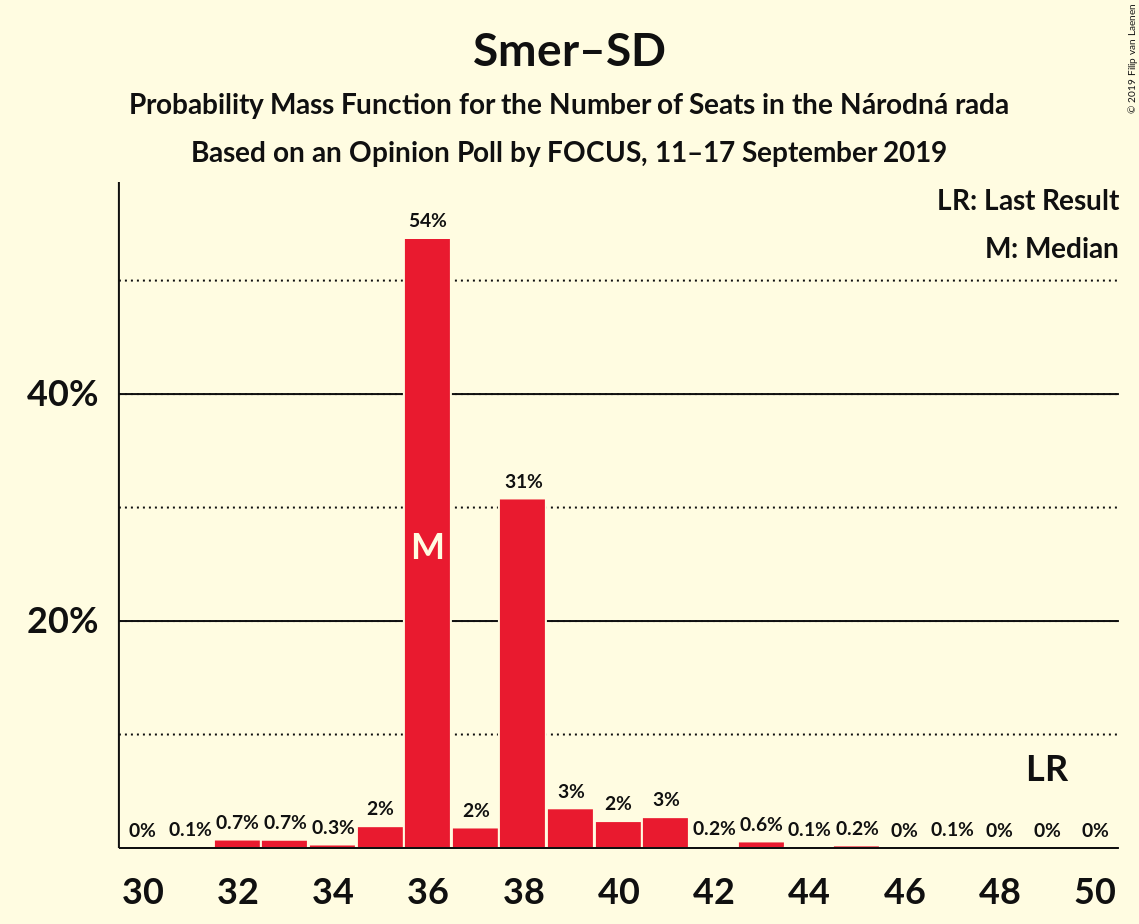 Smer–SD
Probability Mass Function for the Number of Seats in the Národná rada
Based on an Opinion Poll by FOCUS, 11–17 September 2019
© 2019 Filip van Laenen
LR: Last Result
M: Median
54%
40%
31%
M
20%
LR
0% 0.1% 0.7% 0.7% 0.3% 2% 2% 3% 2% 3% 0.2% 0.6% 0.1% 0.2% 0% 0.1% 0% 0% 0%
30 32 34 36 38 40 42 44 46 48 50